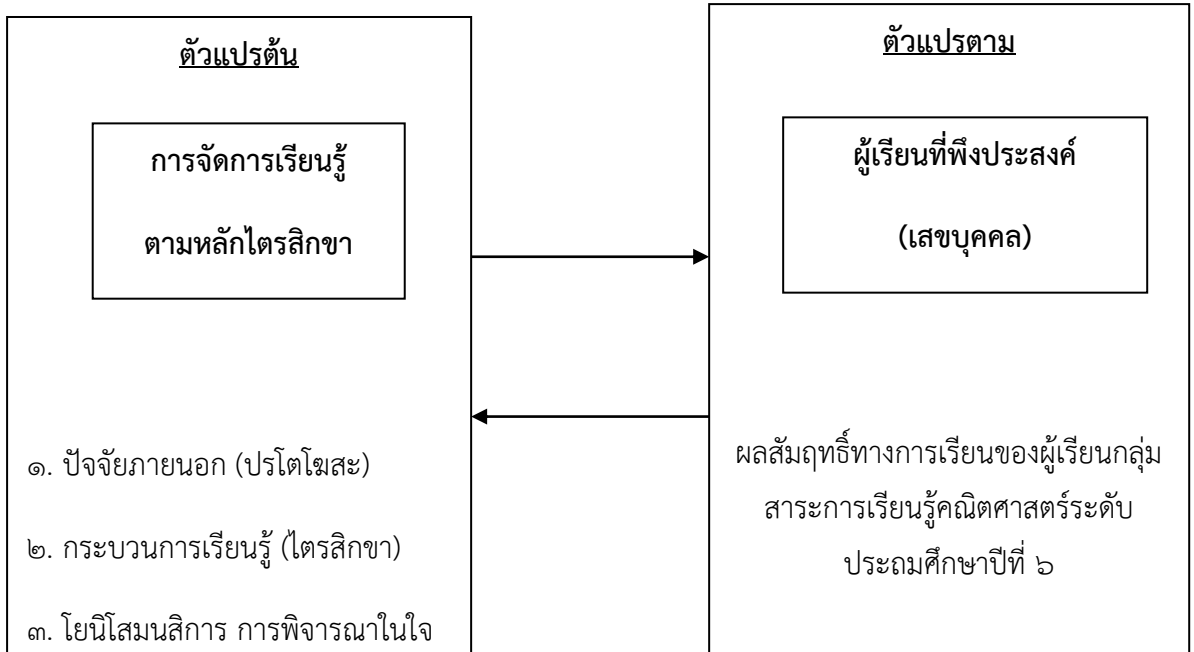 ตัวแปรต้น
การจัดการเรียนรู้
ตามหลักไตรสิกขา
๑. ปัจจัยภายนอก (ปรโตโฆสะ)
๒. กระบวนการเรียนรู้ (ไตรสิกขา)
๓. โยนิโสมนสิการ การพิจารณาในใจ
ตัวแปรตาม
ผู้เรียนที่พึงประสงค์
(เสขบุคคล)
ผลสัมฤทธิ์ทางการเรียนของผู้เรียนกลุ่ม
สาระการเรียนรู้คณิตศาสตร์ระดับ
ประถมศึกษาปีที่ ๖